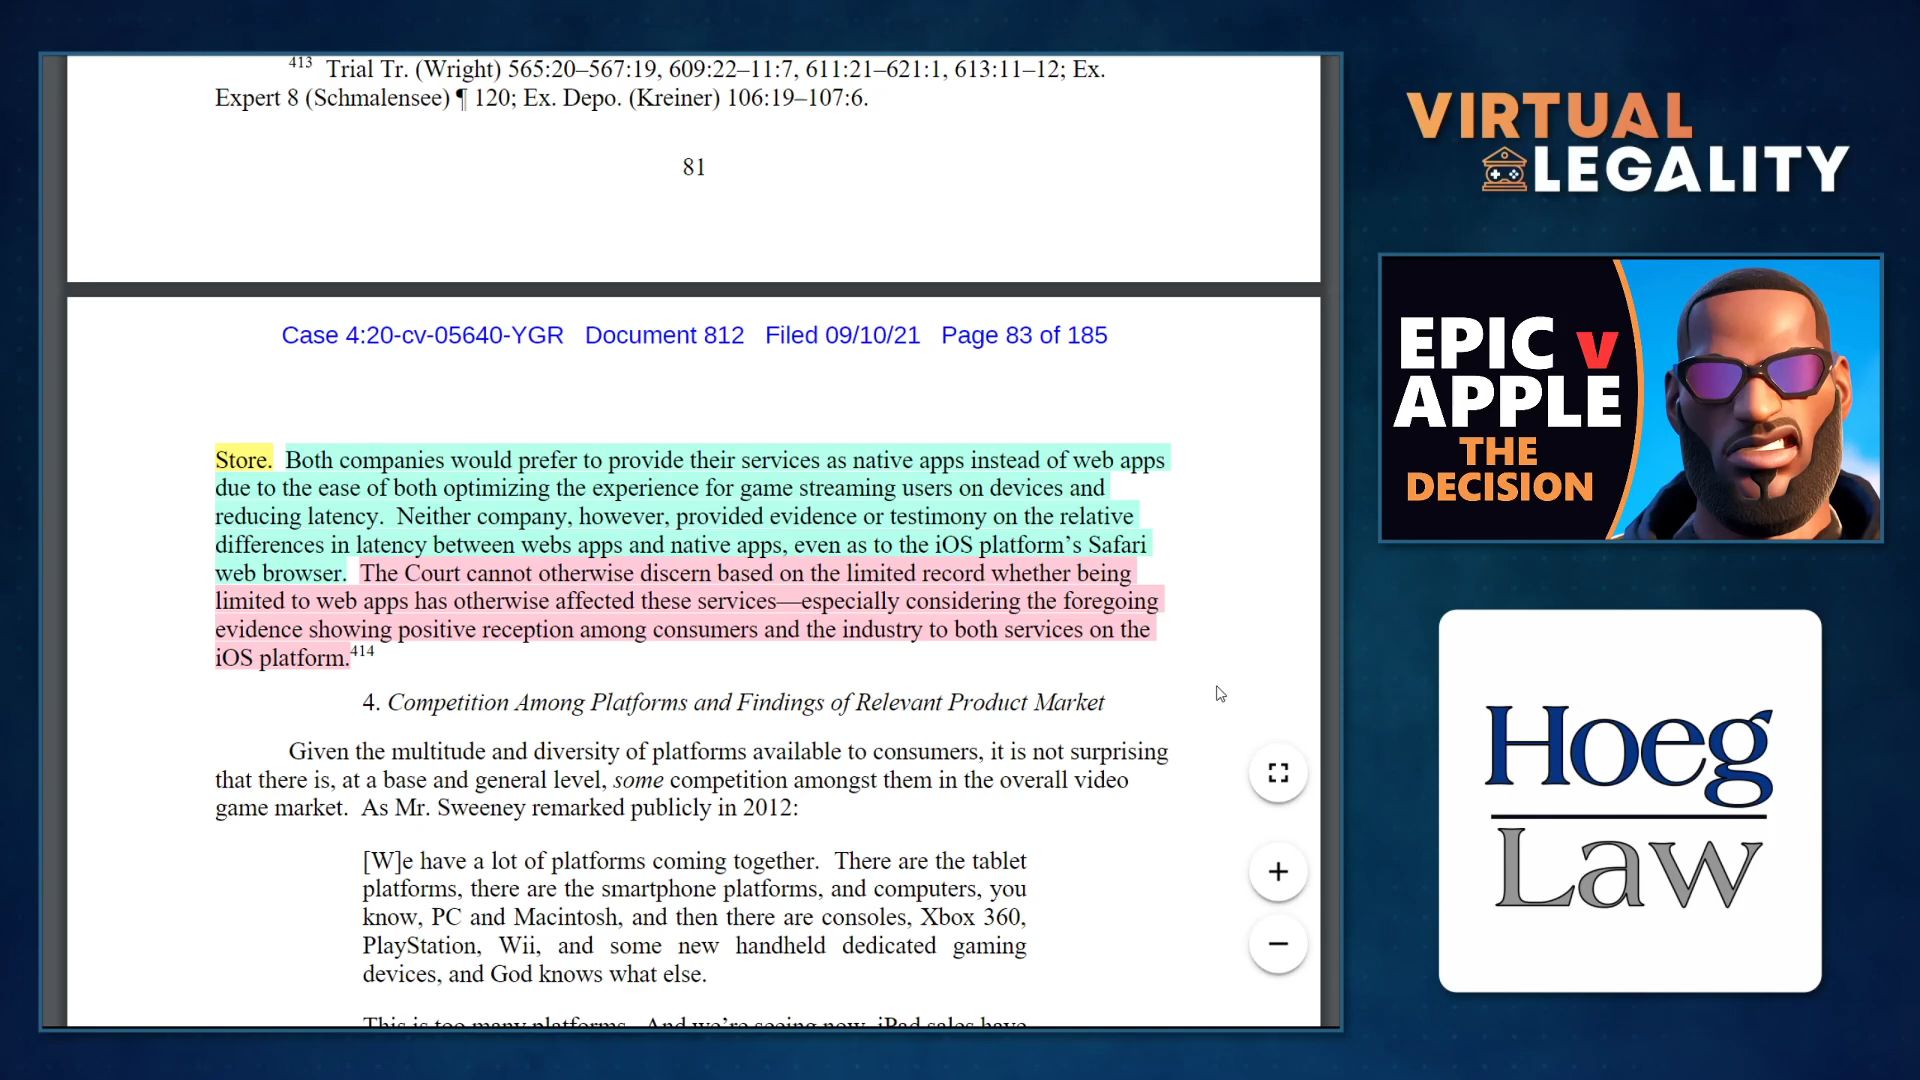 413 Trial Tr. (Wright) 565:20–567:19, 609:22–11:7, 611:21–621:1, 613:11–12; Ex.
Expert 8 (Schmalensee) ¶ 120; Ex. Depo. (Kreiner) 106:19–107:6.
81
Case 4:20-cv-05640-YGR Document 812 Filed 09/10/21 Page 83 of 185
Store. Both companies would prefer to provide their services as native apps instead of web apps
due to the ease of both optimizing the experience for game streaming users on devices and
reducing latency. Neither company, however, provided evidence or testimony on the relative
differences in latency between webs apps and native apps, even as to the iOS platform’s Safari
web browser. The Court cannot otherwise discern based on the limited record whether being
limited to web apps has otherwise affected these services—especially considering the foregoing
evidence showing positive reception among consumers and the industry to both services on the
iOS platform.414
4. Competition Among Platforms and Findings of Relevant Product Market
Given the multitude and diversity of platforms available to consumers, it is not surprising
that there is, at a base and general level, some competition amongst them in the overall video
game market. As Mr. Sweeney remarked publicly in 2012:
[W]e have a lot of platforms coming together. There are the tablet
platforms, there are the smartphone platforms, and computers, you
know, PC and Macintosh, and then there are consoles, Xbox 360,
PlayStation, Wii, and some new handheld dedicated gaming
devices, and God knows what else.
This is too many platforms. And we’re seeing now, iPad sales have
VIRTUAL
LEGALITY
EPIC v
APPLE
THE
DECISION
Hoeg
Law